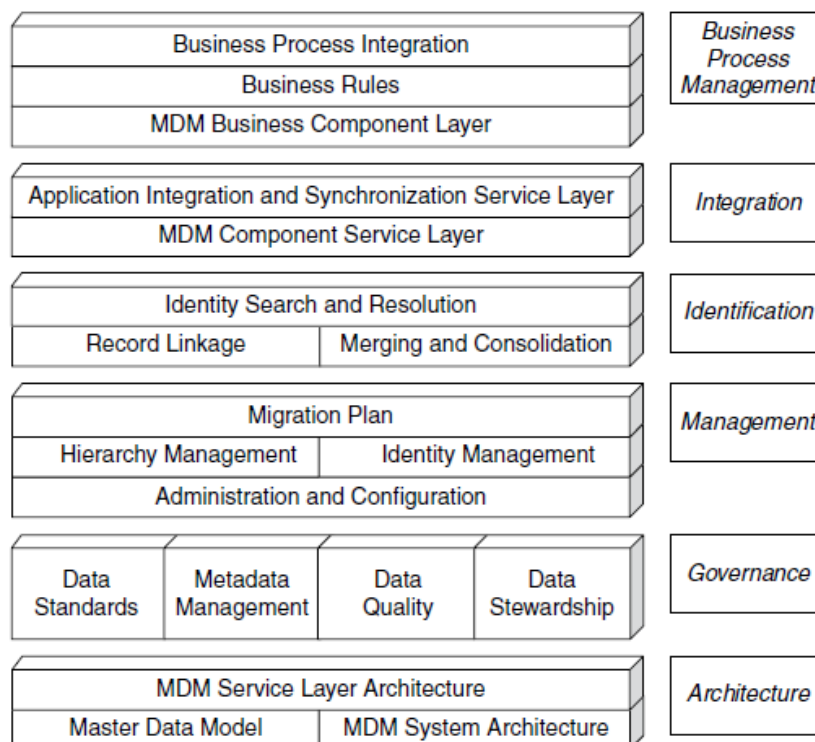 Business Process Integration
Business Rules
MDM Business Component Layer
Business
Process
Management
Application Integration and Synchronization Service Layer
MDM Component Service Layer
Integration
Identity Search and Resolution
Record Linkage
Merging and Consolidation
Identification
Migration Plan
Hierarchy Management
Identity Management
Administration and Configuration
Management
Data
Standards
Metadata
Management
Data
Quality
Data
Stewardship
Governance
MDM Service Layer Architecture
Master Data Model
MDM System Architecture
Architecture